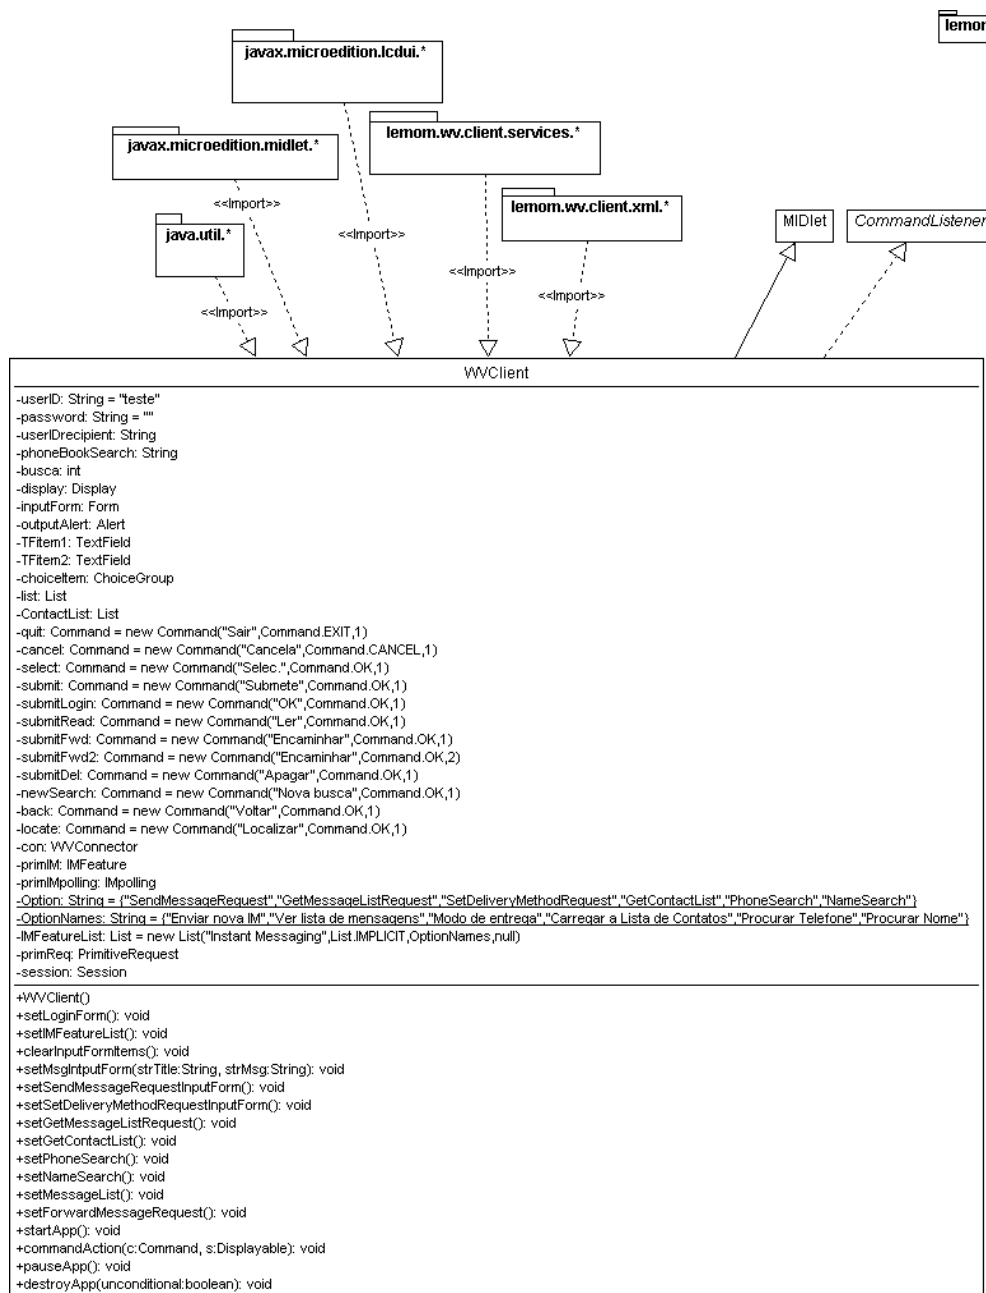 lemom
javax.microedition.lcdui.*
javax.microedition.midlet.*
lemom.wv.client.services.*
lemom.wv.client.xml.*
java.util.*
MIDlet
CommandListener
<<Import>>
<<Import>>
<<Import>>
<<Import>>
<<Import>>
WVClient
-userID: String = "teste"
-password: String = ""
-userIDrecipient: String
-phoneBookSearch: String
-busca: int
-display: Display
-inputForm: Form
-outputAlert: Alert
-TFitem1: TextField
-TFitem2: TextField
-choiceItem: ChoiceGroup
-list: List
-ContactList: List
-quit: Command = new Command("Sair",Command.EXIT,1)
-cancel: Command = new Command("Cancela",Command.CANCEL,1)
-select: Command = new Command("Selec.",Command.OK,1)
-submit: Command = new Command("Submete",Command.OK,1)
-submitLogin: Command = new Command("OK",Command.OK,1)
-submitRead: Command = new Command("Ler",Command.OK,1)
-submitFwd: Command = new Command("Encaminhar",Command.OK,1)
-submitFwd2: Command = new Command("Encaminhar",Command.OK,2)
-submitDel: Command = new Command("Apagar",Command.OK,1)
-newSearch: Command = new Command("Nova busca",Command.OK,1)
-back: Command = new Command("Voltar",Command.OK,1)
-locate: Command = new Command("Localizar",Command.OK,1)
-con: WVConnector
-primIM: IMFeature
-primIMpolling: IMpolling
-Option: String = {"SendMessageRequest","GetMessageListRequest","SetDeliveryMethodRequest","GetContactList","PhoneSearch","NameSearch"}
-OptionNames: String = {"Enviar nova IM","Ver lista de mensagens","Modo de entrega","Carregar a Lista de Contatos","Procurar Telefone","Procurar Nome"}
-IMFeatureList: List = new List("Instant Messaging",List.IMPLICIT,OptionNames,null)
-primReq: PrimitiveRequest
-session: Session
+WVClient()
+setLoginForm(): void
+setIMFeatureList(): void
+clearInputFormItems(): void
+setMsgIntputForm(strTitle:String, strMsg:String): void
+setSendMessageRequestInputForm(): void
+setSetDeliveryMethodRequestInputForm(): void
+setGetMessageListRequest(): void
+setGetContactList(): void
+setPhoneSearch(): void
+setNameSearch(): void
+setMessageList(): void
+setForwardMessageRequest(): void
+startApp(): void
+commandAction(c:Command, s:Displayable): void
+pauseApp(): void
+destroyApp(unconditional:boolean): void